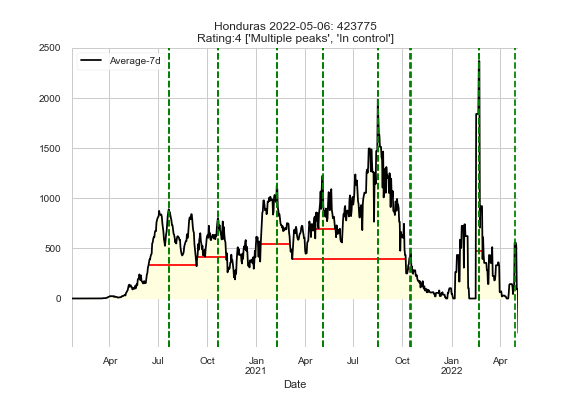 Honduras 2022-05-06: 423775
Rating:4 ['Multiple peaks', 'In control']
2500
Average-7d
2000
1500
1000
500
0
Apr Jul Oct Jan Apr Jul Oct Jan Apr
2021 2022
Date